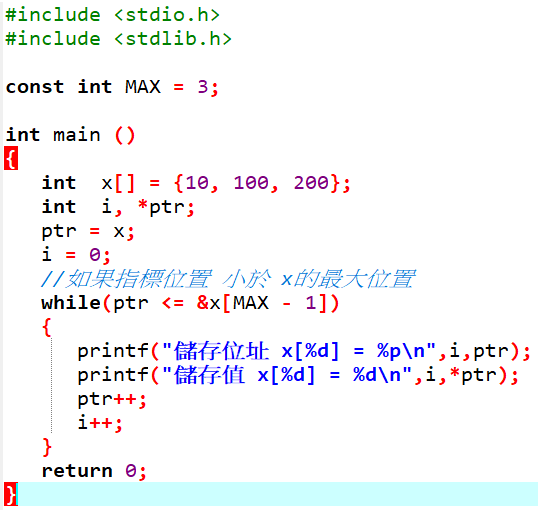 #include <stdio.h>
#include <stdlib.h>
const int MAX = 3;
int main ()
{
int  x[] = {10, 100, 200};
int  i, *ptr;
ptr = x;
i = 0;
//如果指標位置 小於 x的最大位置
while(ptr <= &x[MAX - 1])
{
printf("儲存位址 x[%d] = %p\n",i,ptr);
printf("儲存值 x[%d] = %d\n",i,*ptr);
ptr++;
i++;
}
return 0;
}